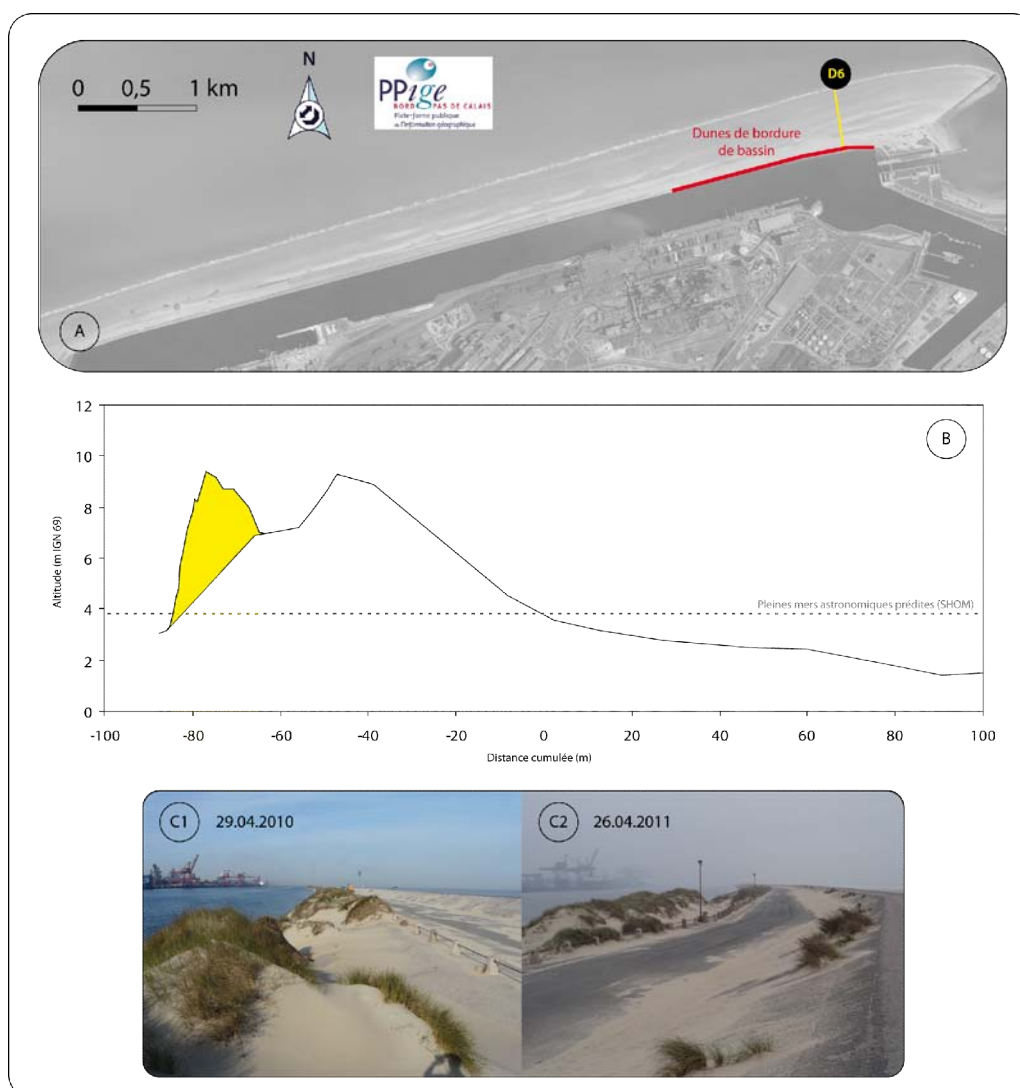 0 0,5 1 km
N
PPige
NORD PAS DE CALAIS
Plate-forme publique
de l'information géographique
D6
Dunes de bordure
de bassin
A
12
10
8
6
4
2
0
Altitude (m IGN 69)
B
Pleines mers astronomiques prédites (SHOM)
-100 -80 -60 -40 -20 0 20 40 60 80 100
Distance cumulée (m)
C1 29.04.2010
C2 26.04.2011